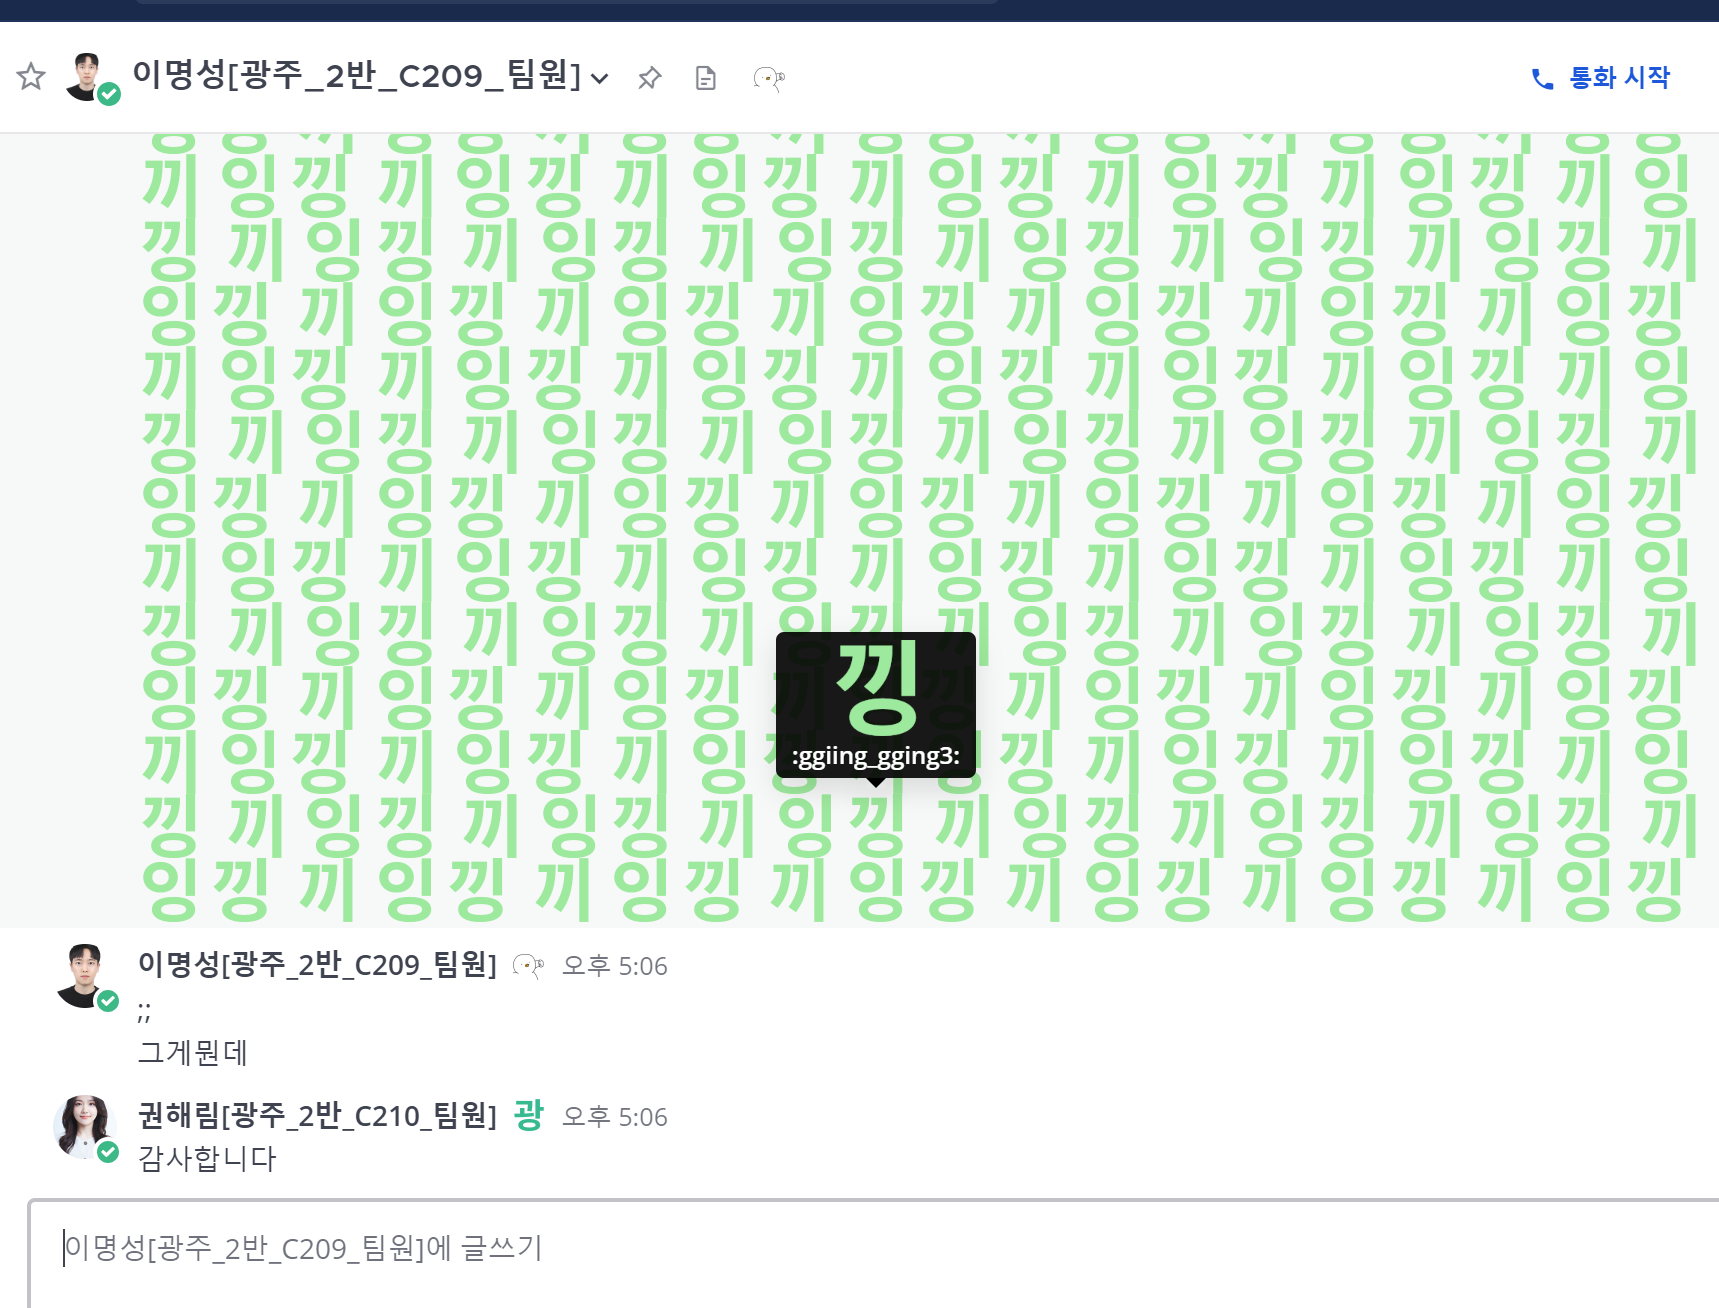 이명성[광주_2반_C209_팀원]
통화 시작
끼 잉 낑 끼 잉 낑 끼 잉 낑 끼 잉 낑 끼 잉 낑 끼 잉 낑 끼 잉
낑 끼 잉 낑 끼 잉 낑 끼 잉 낑 끼 잉 낑 끼 잉 낑 끼 잉 낑 끼
잉 낑 끼 잉 낑 끼 잉 낑 끼 잉 낑 끼 잉 낑 끼 잉 낑 끼 잉 낑
끼 잉 낑 끼 잉 낑 끼 잉 낑 끼 잉 낑 끼 잉 낑 끼 잉 낑 끼 잉
낑 끼 잉 낑 끼 잉 낑 끼 잉 낑 끼 잉 낑 끼 잉 낑 끼 잉 낑 끼
잉 낑 끼 잉 낑 끼 잉 낑 끼 잉 낑 끼 잉 낑 끼 잉 낑 끼 잉 낑
끼 잉 낑 끼 잉 낑 끼 잉 낑 끼 잉 낑 끼 잉 낑 끼 잉 낑 끼 잉
낑 끼 잉 낑 끼 잉 낑 끼 잉 낑 끼 잉 낑 끼 잉 낑 끼 잉 낑 끼
잉 낑 끼 잉 낑 끼 잉 낑 끼 잉 낑 끼 잉 낑 끼 잉 낑
낑
끼 잉 낑 끼 잉 낑 끼 잉 낑 끼 잉 낑 끼 잉 낑 끼 잉
:ggiing_gging3:
낑 끼 잉 낑 끼 잉 낑 끼 잉 낑 끼 잉 낑 끼 잉 낑 끼 잉 낑 끼
잉 낑 끼 잉 낑 끼 잉 낑 끼 잉 낑 끼 잉 낑 끼 잉 낑 끼 잉 낑
이명성[광주_2반_C209_팀원] 오후 5:06
;;
그게뭔데
권해림[광주_2반_C210_팀원] 광 오후 5:06
감사합니다
이명성[광주_2반_C209_팀원]에 글쓰기